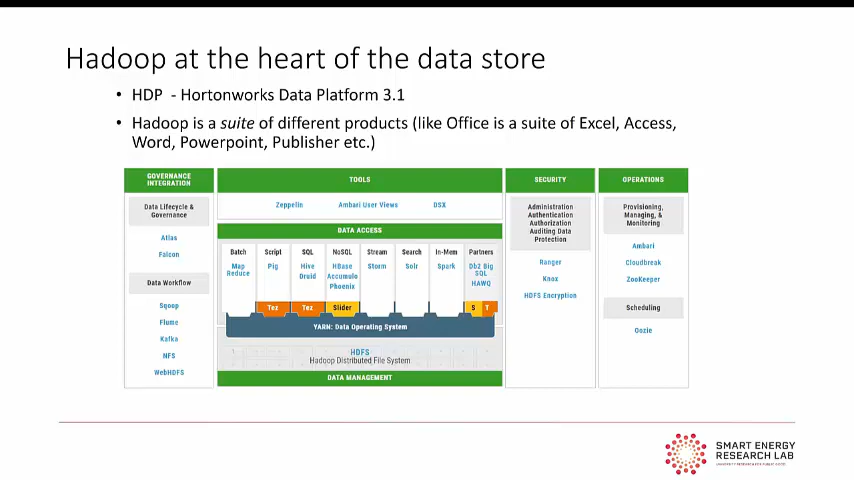 Hadoop at the heart of the data store
• HDP - Hortonworks Data Platform 3.1
• Hadoop is a suite of different products (like Office is a suite of Excel, Access,
Word, Powerpoint, Publisher etc.)
GOVERNANCE
INTEGRATION
Data Lifecycle &
Governance
Atlas
Falcon
Data Workflow
Sqoop
Flume
Kafka
NFS
WebHDFS
TOOLS
Zeppelin
Ambari User Views
DSX
DATA ACCESS
Batch
Map
Reduce
Script
Pig
Tez
SQL
Hive
Druid
Tez
NoSQL
HBase
Accumulo
Phoenix
Slider
Stream
Storm
Search
Solr
In-Mem
Spark
Partners
Db2 Big
SQL
HAWQ
S T
YARN: Data Operating System
HDFS
Hadoop Distributed File System
DATA MANAGEMENT
SECURITY
Administration
Authentication
Authorization
Auditing Data
Protection
Ranger
Knox
HDFS Encryption
OPERATIONS
Provisioning,
Managing, &
Monitoring
Ambari
Cloudbreak
ZooKeeper
Scheduling
Oozie
SMART ENERGY
RESEARCH LAB